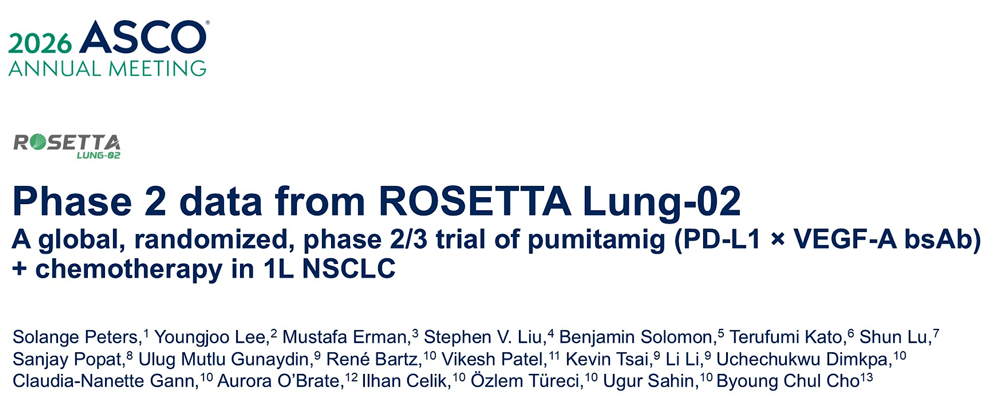 2026 ASCO®
ANNUAL MEETING
ROSETTA
LUNG-02
Phase 2 data from ROSETTA Lung-02
A global, randomized, phase 2/3 trial of pumitamig (PD-L1 × VEGF-A bsAb)
+ chemotherapy in 1L NSCLC
Solange Peters,¹ Youngjoo Lee,² Mustafa Erman,³ Stephen V. Liu,⁴ Benjamin Solomon,⁵ Terufumi Kato,⁶ Shun Lu,⁷
Sanjay Popat,⁸ Ulug Mutlu Gunaydin,⁹ René Bartz,¹⁰ Vikesh Patel,¹¹ Kevin Tsai,⁹ Li Li,⁹ Uchechukwu Dimkpa,¹⁰
Claudia-Nanette Gann,¹⁰ Aurora O’Brate,¹² Ilhan Celik,¹⁰ Özlem Türeci,¹⁰ Ugur Sahin,¹⁰ Byoung Chul Cho¹³